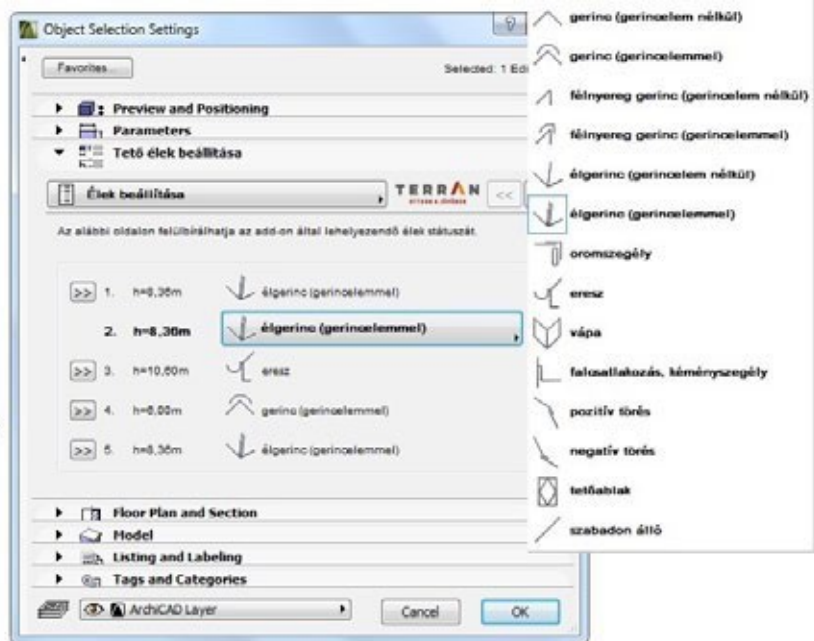 Object Selection Settings
?
Favorites...
Selected: 1 Edi
Preview and Positioning
Parameters
Tető élek beállítása
Élek beállítása
TERRÁN
<<
Az alábbi oldalon felülbírálhatja az add-on által lehelyezendő élek státuszát.
>> 1. h=8,36m élgerinc (gerincelemmel)
2. h=8,36m élgerinc (gerincelemmel)
>> 3. h=10,60m eresz
>> 4. h=6,00m gerinc (gerincelemmel)
>> 5. h=8,36m élgerinc (gerincelemmel)
Floor Plan and Section
Model
Listing and Labeling
Tags and Categories
ArchiCAD Layer
Cancel
OK
gerinc (gerincelem nélkül)
gerinc (gerincelemmel)
félnyereg gerinc (gerincelem nélkül)
félnyereg gerinc (gerincelemmel)
élgerinc (gerincelem nélkül)
élgerinc (gerincelemmel)
oromszegély
eresz
vápa
falcsatlakozás, kéményszegély
pozitív törés
negatív törés
tetőablak
szabadon álló